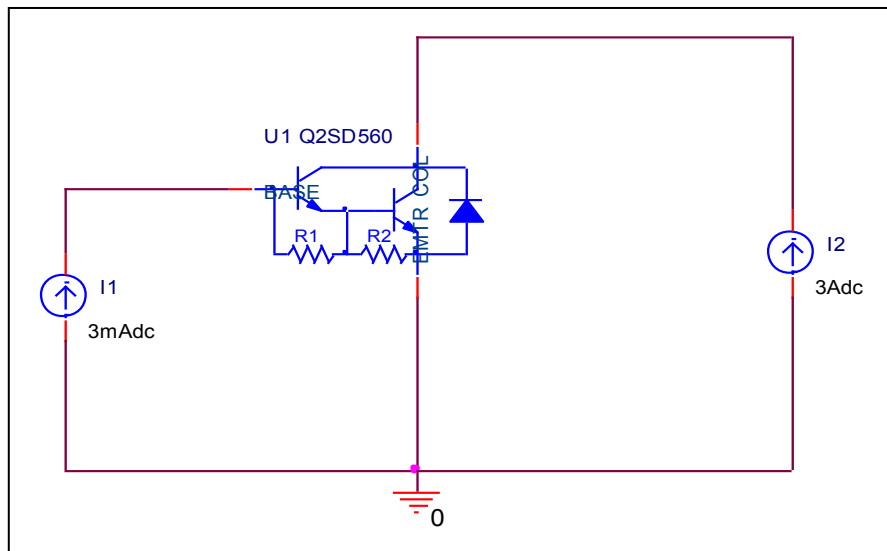 U1 Q2SD560
BASE
EMTR COL
R1 R2
I1
3mAdc
I2
3Adc
0